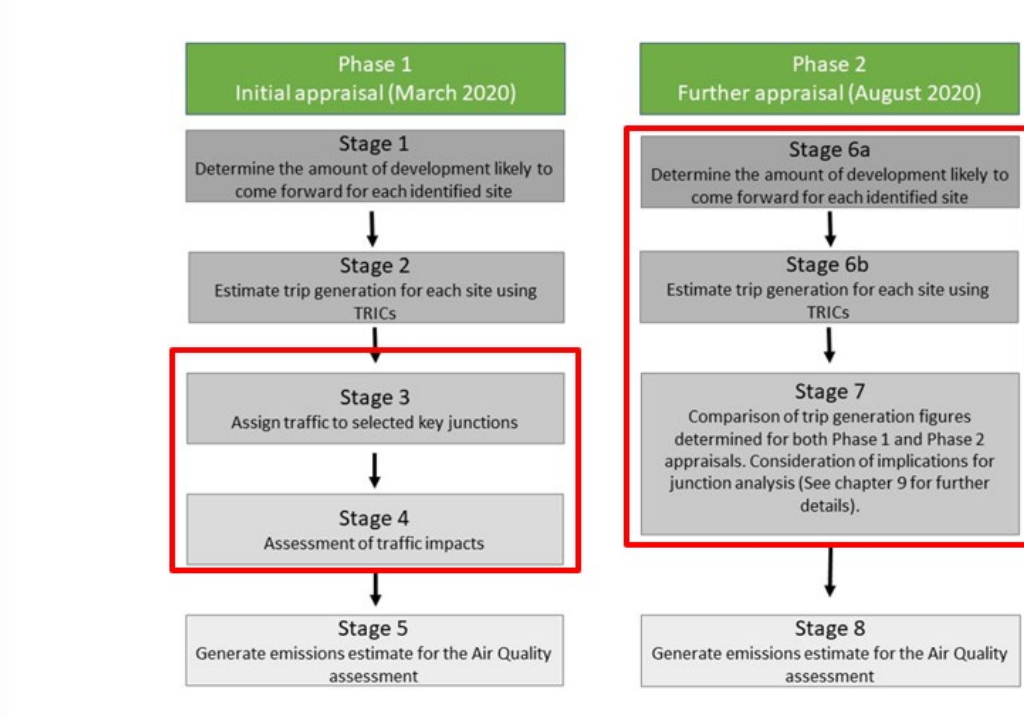 Phase 1
Initial appraisal (March 2020)
Stage 1
Determine the amount of development likely to
come forward for each identified site
Stage 2
Estimate trip generation for each site using
TRICs
Stage 3
Assign traffic to selected key junctions
Stage 4
Assessment of traffic impacts
Stage 5
Generate emissions estimate for the Air Quality
assessment
Phase 2
Further appraisal (August 2020)
Stage 6a
Determine the amount of development likely to
come forward for each identified site
Stage 6b
Estimate trip generation for each site using
TRICs
Stage 7
Comparison of trip generation figures
determined for both Phase 1 and Phase 2
appraisals. Consideration of implications for
junction analysis (See chapter 9 for further
details).
Stage 8
Generate emissions estimate for the Air Quality
assessment